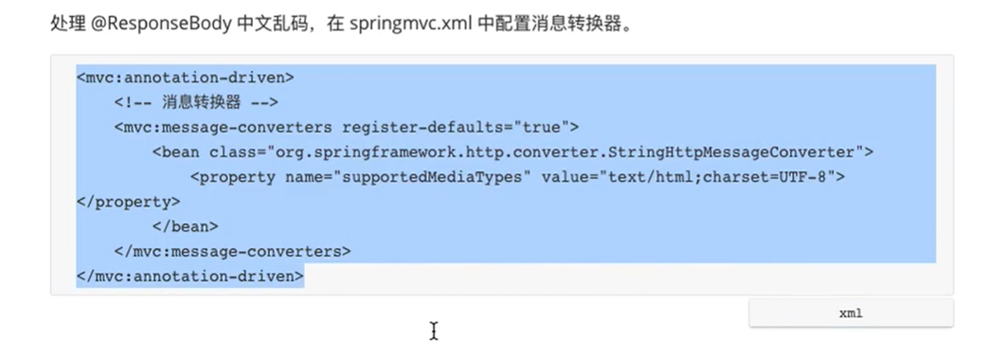 处理 @ResponseBody 中文乱码，在 springmvc.xml 中配置消息转换器。
<mvc:annotation-driven>
    <!-- 消息转换器 -->
    <mvc:message-converters register-defaults="true">
        <bean class="org.springframework.http.converter.StringHttpMessageConverter">
            <property name="supportedMediaTypes" value="text/html;charset=UTF-8">
</property>
        </bean>
    </mvc:message-converters>
</mvc:annotation-driven>
xml